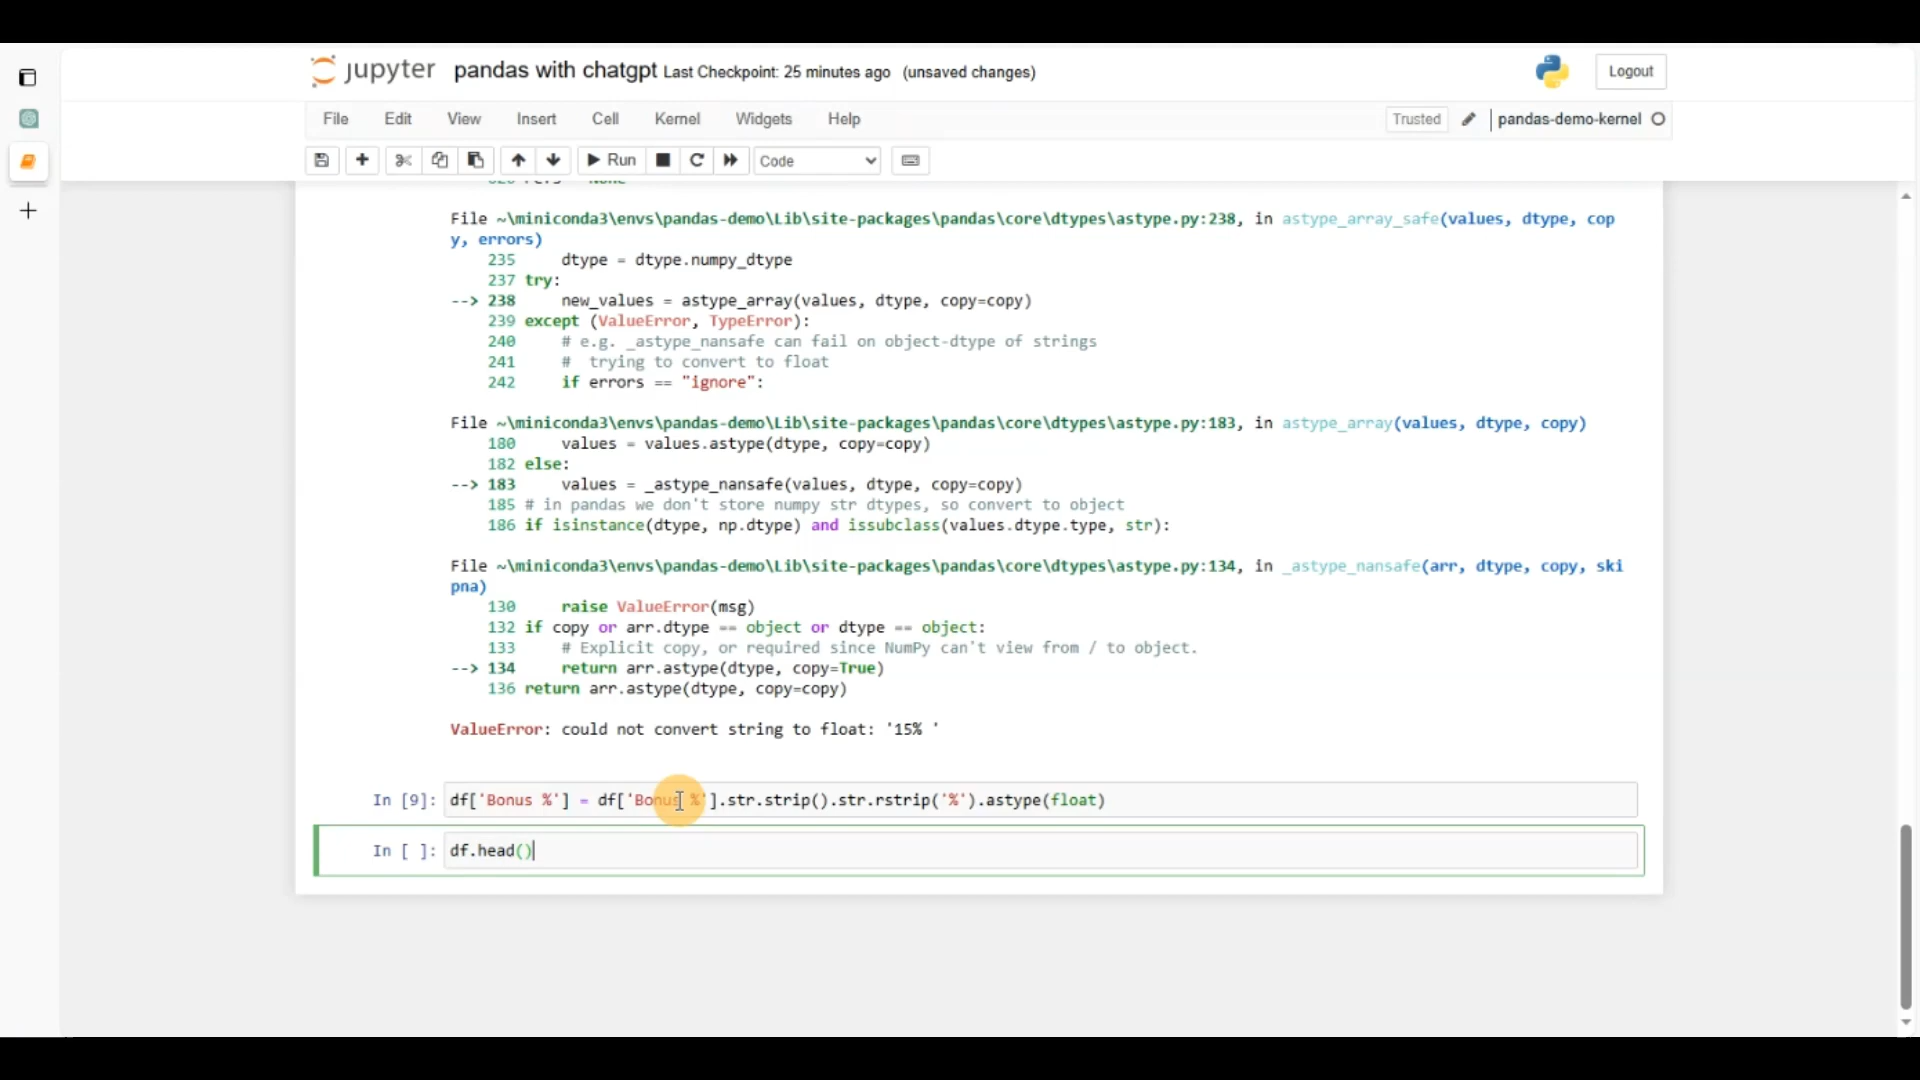 jupyter pandas with chatgpt Last Checkpoint: 25 minutes ago (unsaved changes)
Logout
File Edit View Insert Cell Kernel Widgets Help
Trusted pandas-demo-kernel
Run Code
File ~\miniconda3\envs\pandas-demo\Lib\site-packages\pandas\core\dtypes\astype.py:238, in astype_array_safe(values, dtype, cop
y, errors)
235 dtype = dtype.numpy_dtype
237 try:
--> 238 new_values = astype_array(values, dtype, copy=copy)
239 except (ValueError, TypeError):
240 # e.g. _astype_nansafe can fail on object-dtype of strings
241 # trying to convert to float
242 if errors == "ignore":
File ~\miniconda3\envs\pandas-demo\Lib\site-packages\pandas\core\dtypes\astype.py:183, in astype_array(values, dtype, copy)
180 values = values.astype(dtype, copy=copy)
182 else:
--> 183 values = _astype_nansafe(values, dtype, copy=copy)
185 # in pandas we don't store numpy str dtypes, so convert to object
186 if isinstance(dtype, np.dtype) and issubclass(values.dtype.type, str):
File ~\miniconda3\envs\pandas-demo\Lib\site-packages\pandas\core\dtypes\astype.py:134, in _astype_nansafe(arr, dtype, copy, ski
pna)
130 raise ValueError(msg)
132 if copy or arr.dtype == object or dtype == object:
133 # Explicit copy, or required since NumPy can't view from / to object.
--> 134 return arr.astype(dtype, copy=True)
136 return arr.astype(dtype, copy=copy)
ValueError: could not convert string to float: '15% '
In [9]: df['Bonus %'] = df['Bonus %'].str.strip().str.rstrip('%').astype(float)
In [ ]: df.head()